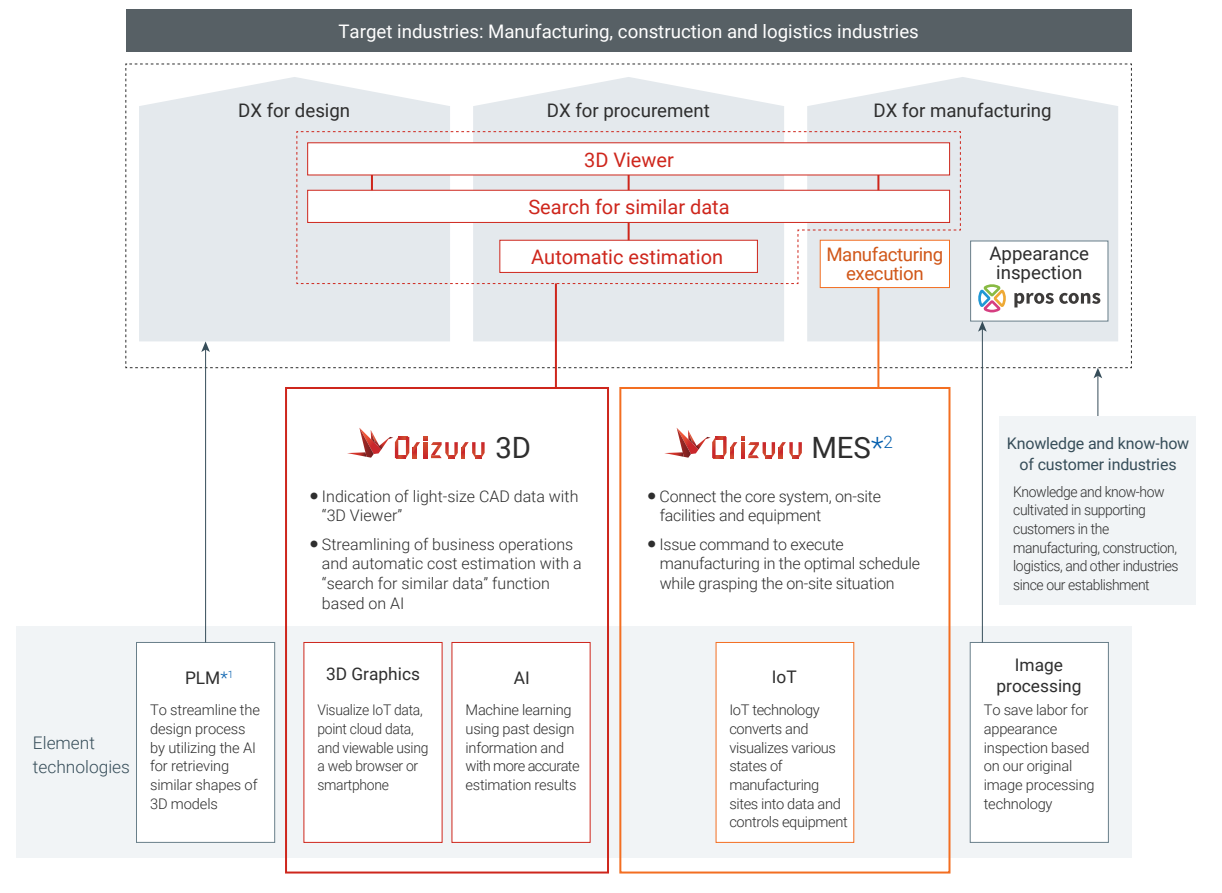 Target industries: Manufacturing, construction and logistics industries
DX for design
DX for procurement
DX for manufacturing
3D Viewer
Search for similar data
Automatic estimation
Manufacturing
execution
Appearance
inspection
pros cons
Orizuru 3D
● Indication of light-size CAD data with
"3D Viewer"
● Streamlining of business operations
and automatic cost estimation with a
"search for similar data" function
based on AI
Orizuru MES*2
● Connect the core system, on-site
facilities and equipment
● Issue command to execute
manufacturing in the optimal schedule
while grasping the on-site situation
Knowledge and know-how
of customer industries
Knowledge and know-how
cultivated in supporting
customers in the
manufacturing, construction,
logistics, and other industries
since our establishment
Element
technologies
PLM*1
To streamline the
design process
by utilizing the AI
for retrieving
similar shapes of
3D models
3D Graphics
Visualize IoT data,
point cloud data,
and viewable using
a web browser or
smartphone
AI
Machine learning
using past design
information and
with more accurate
estimation results
IoT
IoT technology
converts and
visualizes various
states of
manufacturing
sites into data and
controls equipment
Image
processing
To save labor for
appearance
inspection based
on our original
image processing
technology